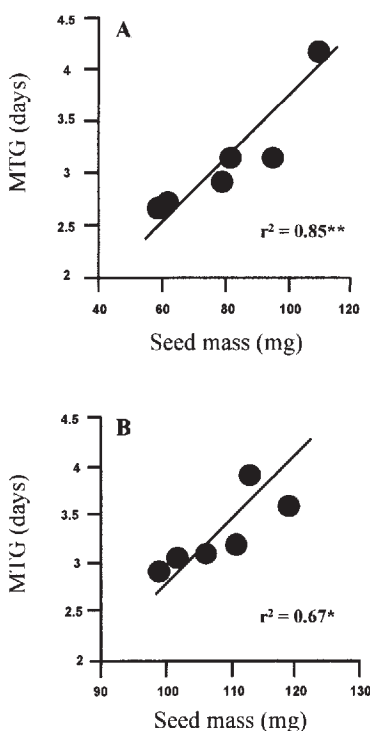 A
4.5
4
3.5
3
2.5
2
MTG (days)
r² = 0.85**
40 60 80 100 120
Seed mass (mg)
B
4.5
4
3.5
3
2.5
2
MTG (days)
r² = 0.67*
90 100 110 120 130
Seed mass (mg)